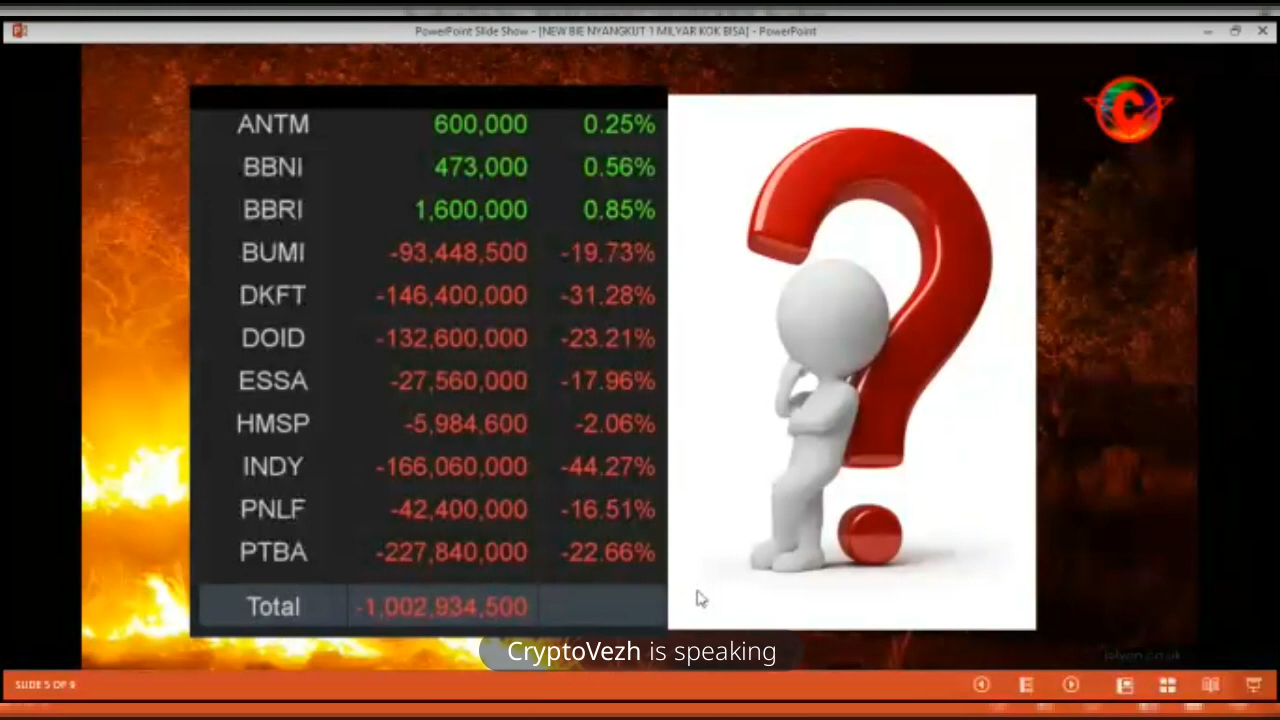 PowerPoint Slide Show - [NEW BIE NYANGKUT 1 MILYAR KOK BISA] - PowerPoint
C
ANTM 600,000 0.25%
BBNI 473,000 0.56%
BBRI 1,600,000 0.85%
BUMI -93,448,500 -19.73%
DKFT -146,400,000 -31.28%
DOID -132,600,000 -23.21%
ESSA -27,560,000 -17.96%
HMSP -5,984,600 -2.06%
INDY -166,060,000 -44.27%
PNLF -42,400,000 -16.51%
PTBA -227,840,000 -22.66%
Total -1,002,934,500
CryptoVezh is speaking
SLIDE 5 OF 9